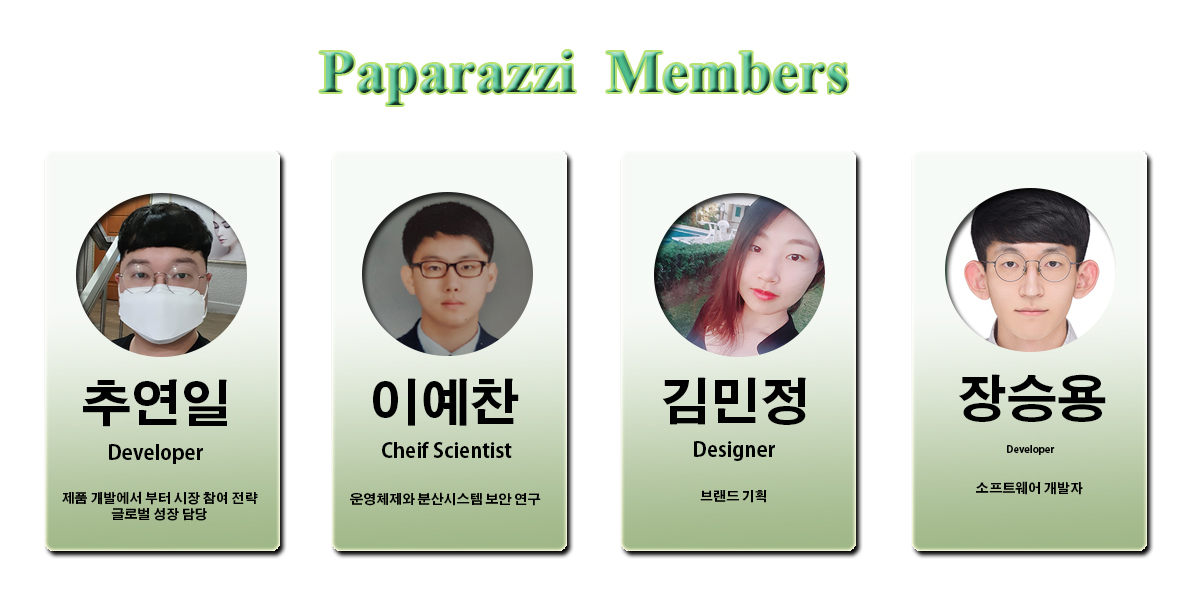 Paparazzi Members
추연일
Developer
제품 개발에서 부터 시장 참여 전략
글로벌 성장 담당
이예찬
Cheif Scientist
운영체제와 분산시스템 보안 연구
김민정
Designer
브랜드 기획
장승용
Developer
소프트웨어 개발자